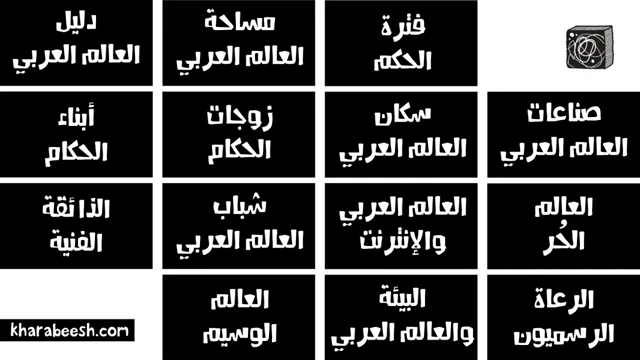 فترة
الحكم
مساحة
العالم العربي
دليل
العالم العربي
صناعات
العالم العربي
سكان
العالم العربي
زوجات
الحكام
أبناء
الحكام
العالم
الحُر
العالم العربي
والإنترنت
شباب
العالم العربي
الذائقة
الفنية
الرعاة
الرسميون
البيئة
والعالم العربي
العالم
الوسيم
kharabeesh.com